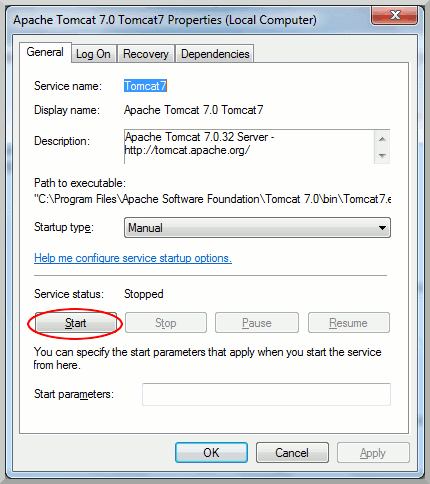 Apache Tomcat 7.0 Tomcat7 Properties (Local Computer)
General Log On Recovery Dependencies
Service name: Tomcat7
Display name: Apache Tomcat 7.0 Tomcat7
Description: Apache Tomcat 7.0.32 Server -
http://tomcat.apache.org/
Path to executable:
"C:\Program Files\Apache Software Foundation\Tomcat 7.0\bin\Tomcat7.e
Startup type: Manual
Help me configure service startup options.
Service status: Stopped
Start Stop Pause Resume
You can specify the start parameters that apply when you start the service
from here.
Start parameters:
OK Cancel Apply